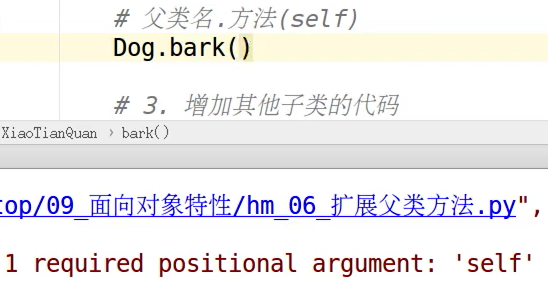 # 父类名.方法(self)
Dog.bark()
# 3. 增加其他子类的代码
XiaoTianQuan › bark()
top/09_面向对象特性/hm_06_扩展父类方法.py",
1 required positional argument: 'self'